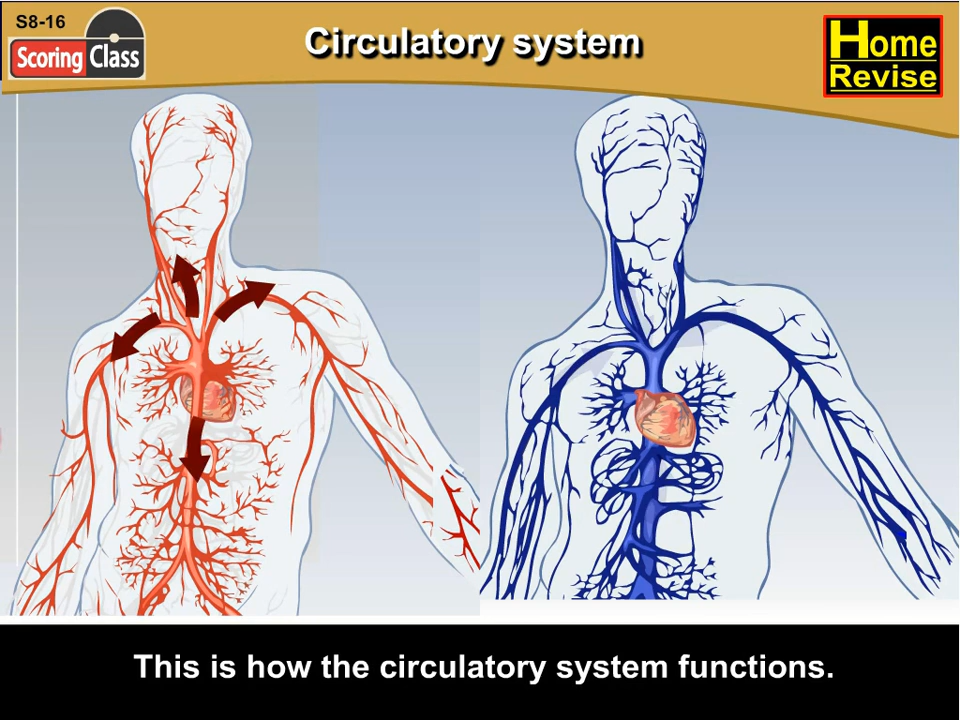 S8-16
Scoring Class
Circulatory system
Home
Revise
This is how the circulatory system functions.